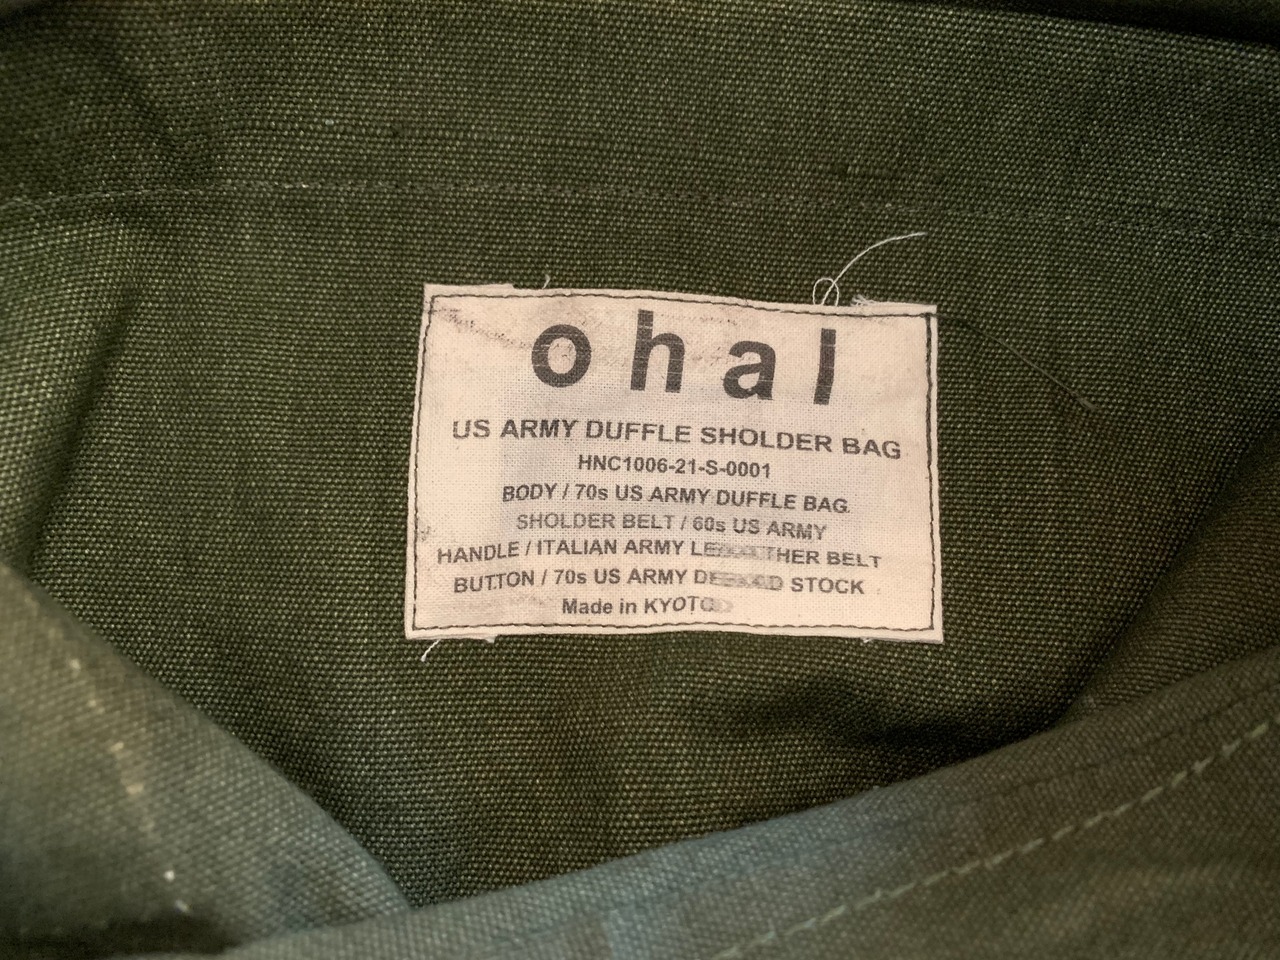 ohal
US ARMY DUFFLE SHOLDER BAG
HNC1006-21-S-0001
BODY / 70s US ARMY DUFFLE BAG
SHOLDER BELT / 60s US ARMY
HANDLE / ITALIAN ARMY LEATHER BELT
BUTTON / 70s US ARMY STOCK
Made in KYOTO